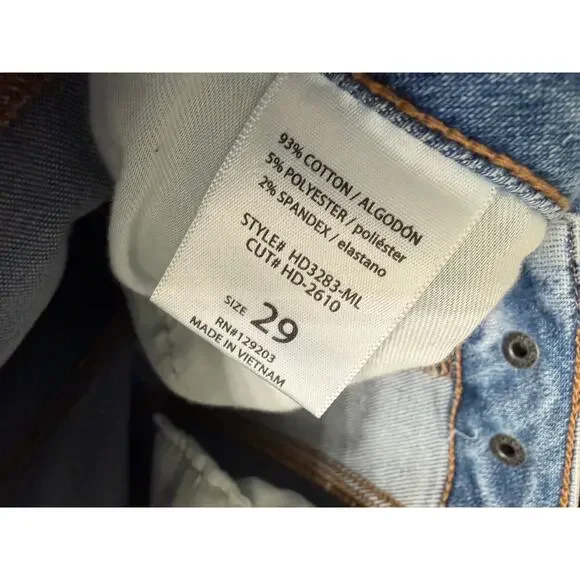 93% COTTON / ALGODÓN
5% POLYESTER / poliéster
2% SPANDEX / elastano
STYLE# HD3283-ML
CUT# HD-2610
SIZE 29
RN#129203
MADE IN VIETNAM